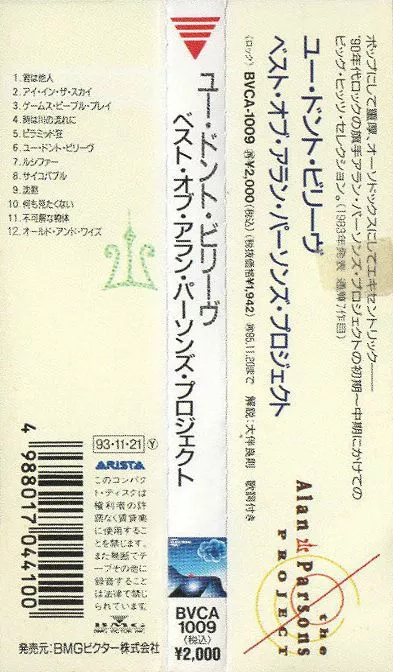 ポップにして重厚、オーソドックスにしてエキセントリック——
'90年代ロックの旗手アラン・パーソンズ・プロジェクトの初期〜中期にかけての
ビッグ・ヒッツ・セレクション。(1983年発表 通算7作目)
ユー・ドント・ビリーヴ
ベスト・オブ・アラン・パーソンズ・プロジェクト
〈ロック〉 BVCA-1009 ㊢¥2,000(税込)(税抜価格¥1,942) ㊢95.11.20まで 解説:大伴良則 歌詞付き
the
Alan Parsons
PROJECT
ユー・ドント・ビリーヴ
ベスト・オブ・アラン・パーソンズ・プロジェクト
BVCA
1009
(税込)
¥2,000
1.君は他人
2.アイ・イン・ザ・スカイ
3.ゲームス・ピープル・プレイ
4.時は川の流れに
5.ピラミッド狂
6.ユー・ドント・ビリーヴ
7.ルシファー
8.サイコバブル
9.沈黙
10.何も見たくない
11.不可解な物体
12.オールド・アンド・ワイズ
4 988017 044100
93・11・21 Ⓨ
ARISTA
このコンパク
ト・ディスクは
権利者の許
諾なく賃貸業
に使用するこ
とを禁じます。
また無断でテ
ープその他に
録音すること
は法律で禁じ
られています。
BMG
発売元:BMGビクター株式会社